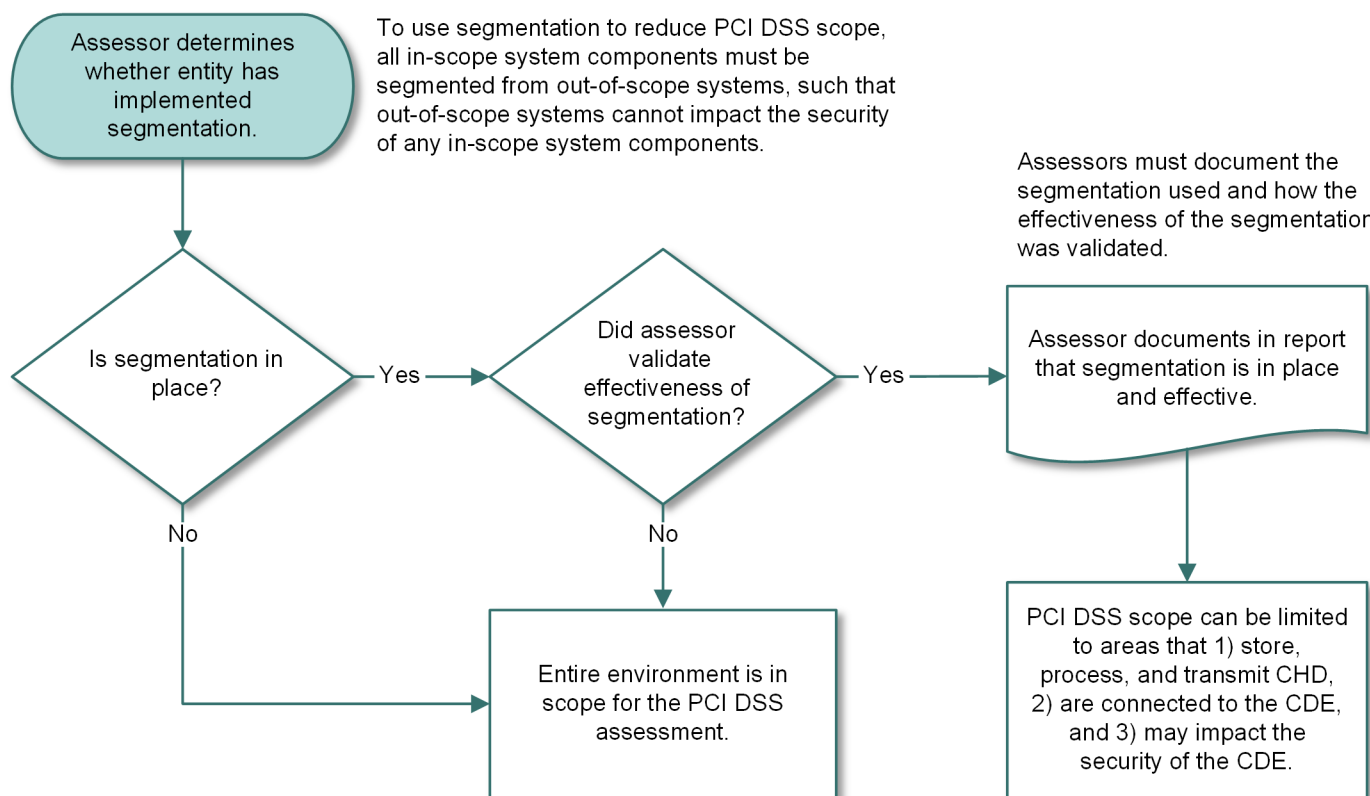 Assessor determines
whether entity has
implemented
segmentation.
To use segmentation to reduce PCI DSS scope,
all in-scope system components must be
segmented from out-of-scope systems, such that
out-of-scope systems cannot impact the security
of any in-scope system components.
Assessors must document the
segmentation used and how the
effectiveness of the segmentation
was validated.
Is segmentation in
place?
Yes
Did assessor
validate
effectiveness of
segmentation?
Yes
Assessor documents in report
that segmentation is in place
and effective.
No
No
Entire environment is in
scope for the PCI DSS
assessment.
PCI DSS scope can be limited
to areas that 1) store,
process, and transmit CHD,
2) are connected to the CDE,
and 3) may impact the
security of the CDE.